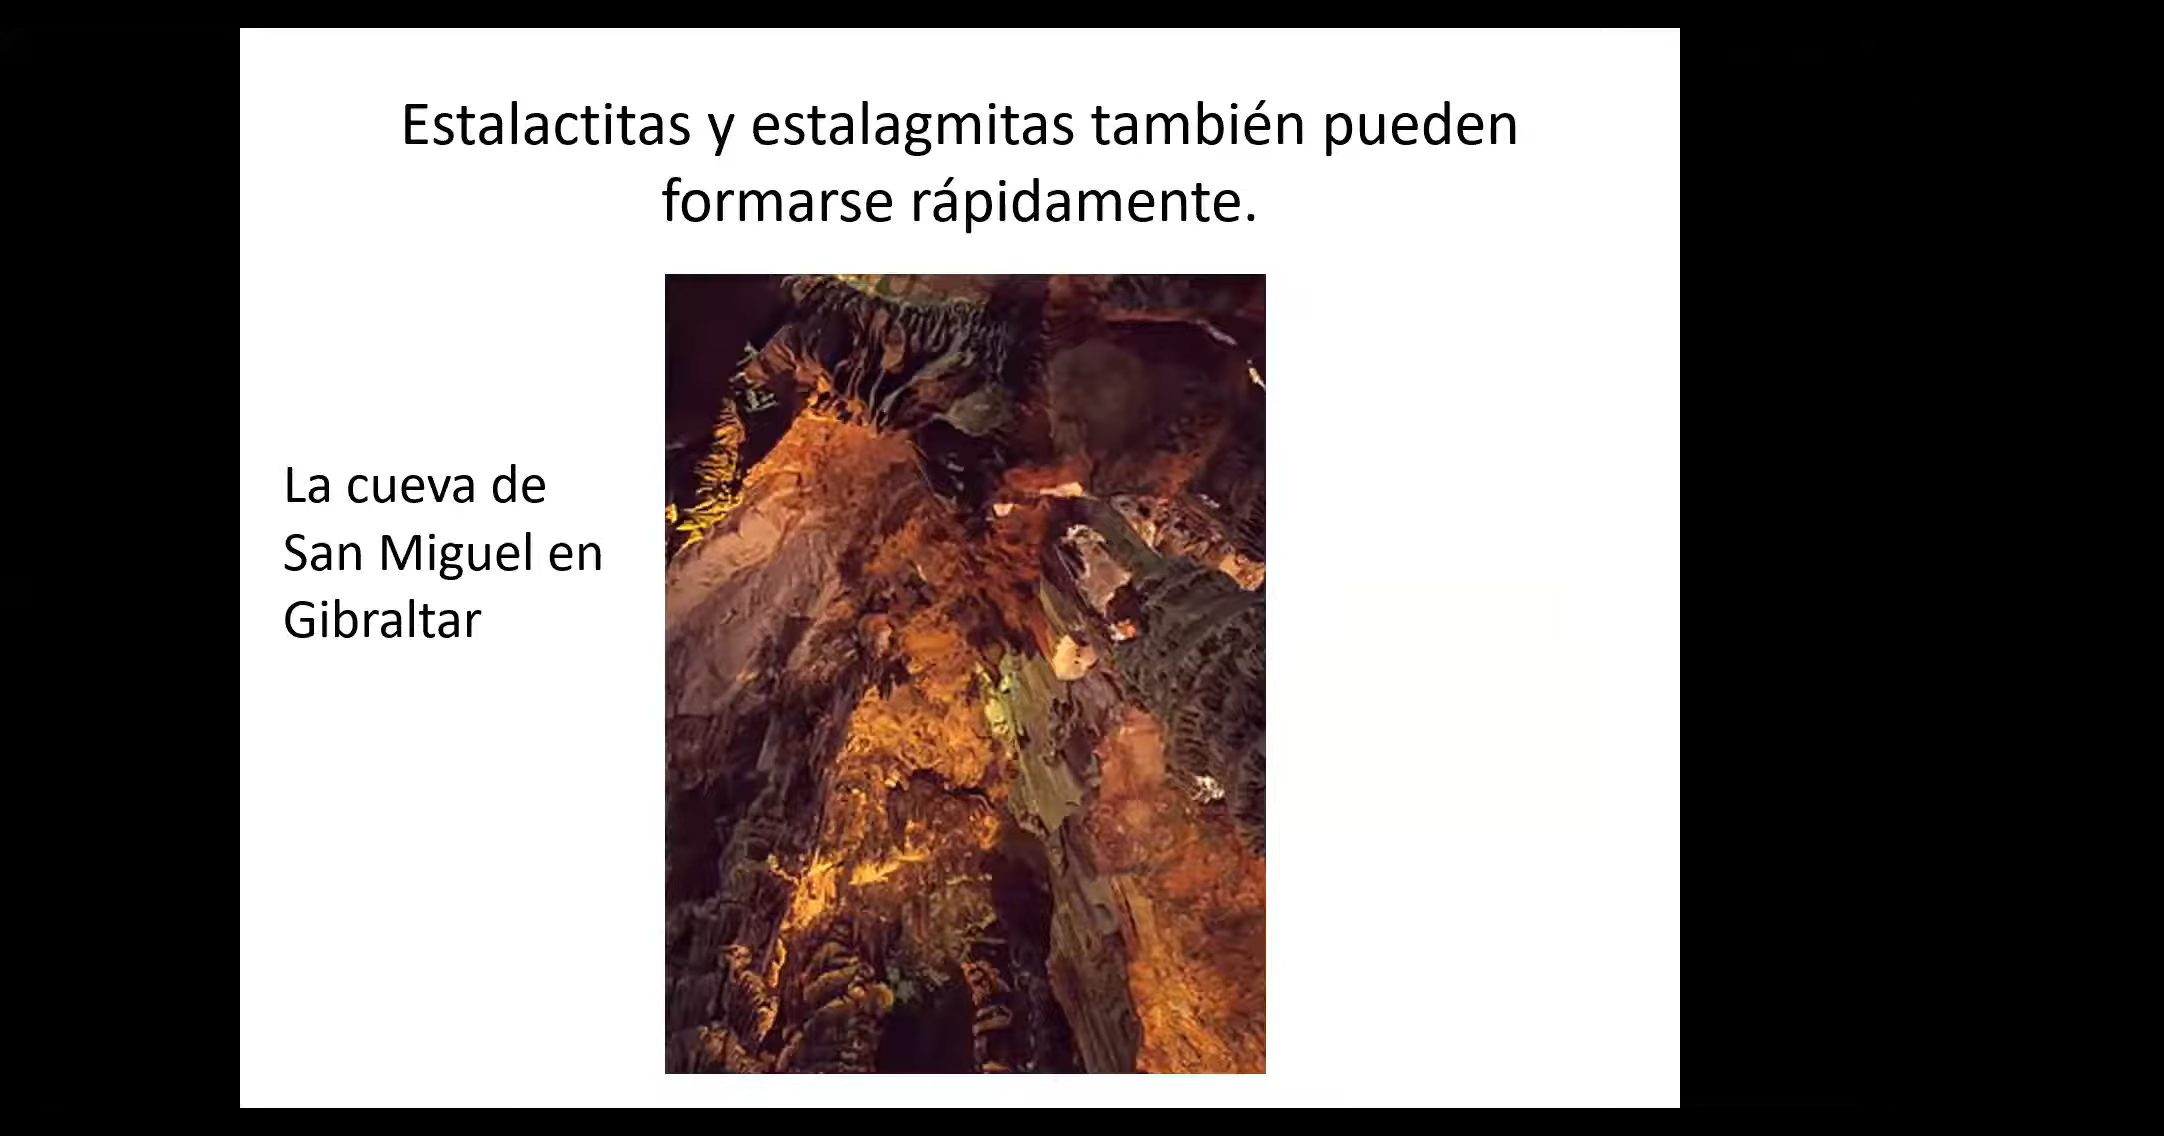 Estalactitas y estalagmitas también pueden
formarse rápidamente.
La cueva de
San Miguel en
Gibraltar